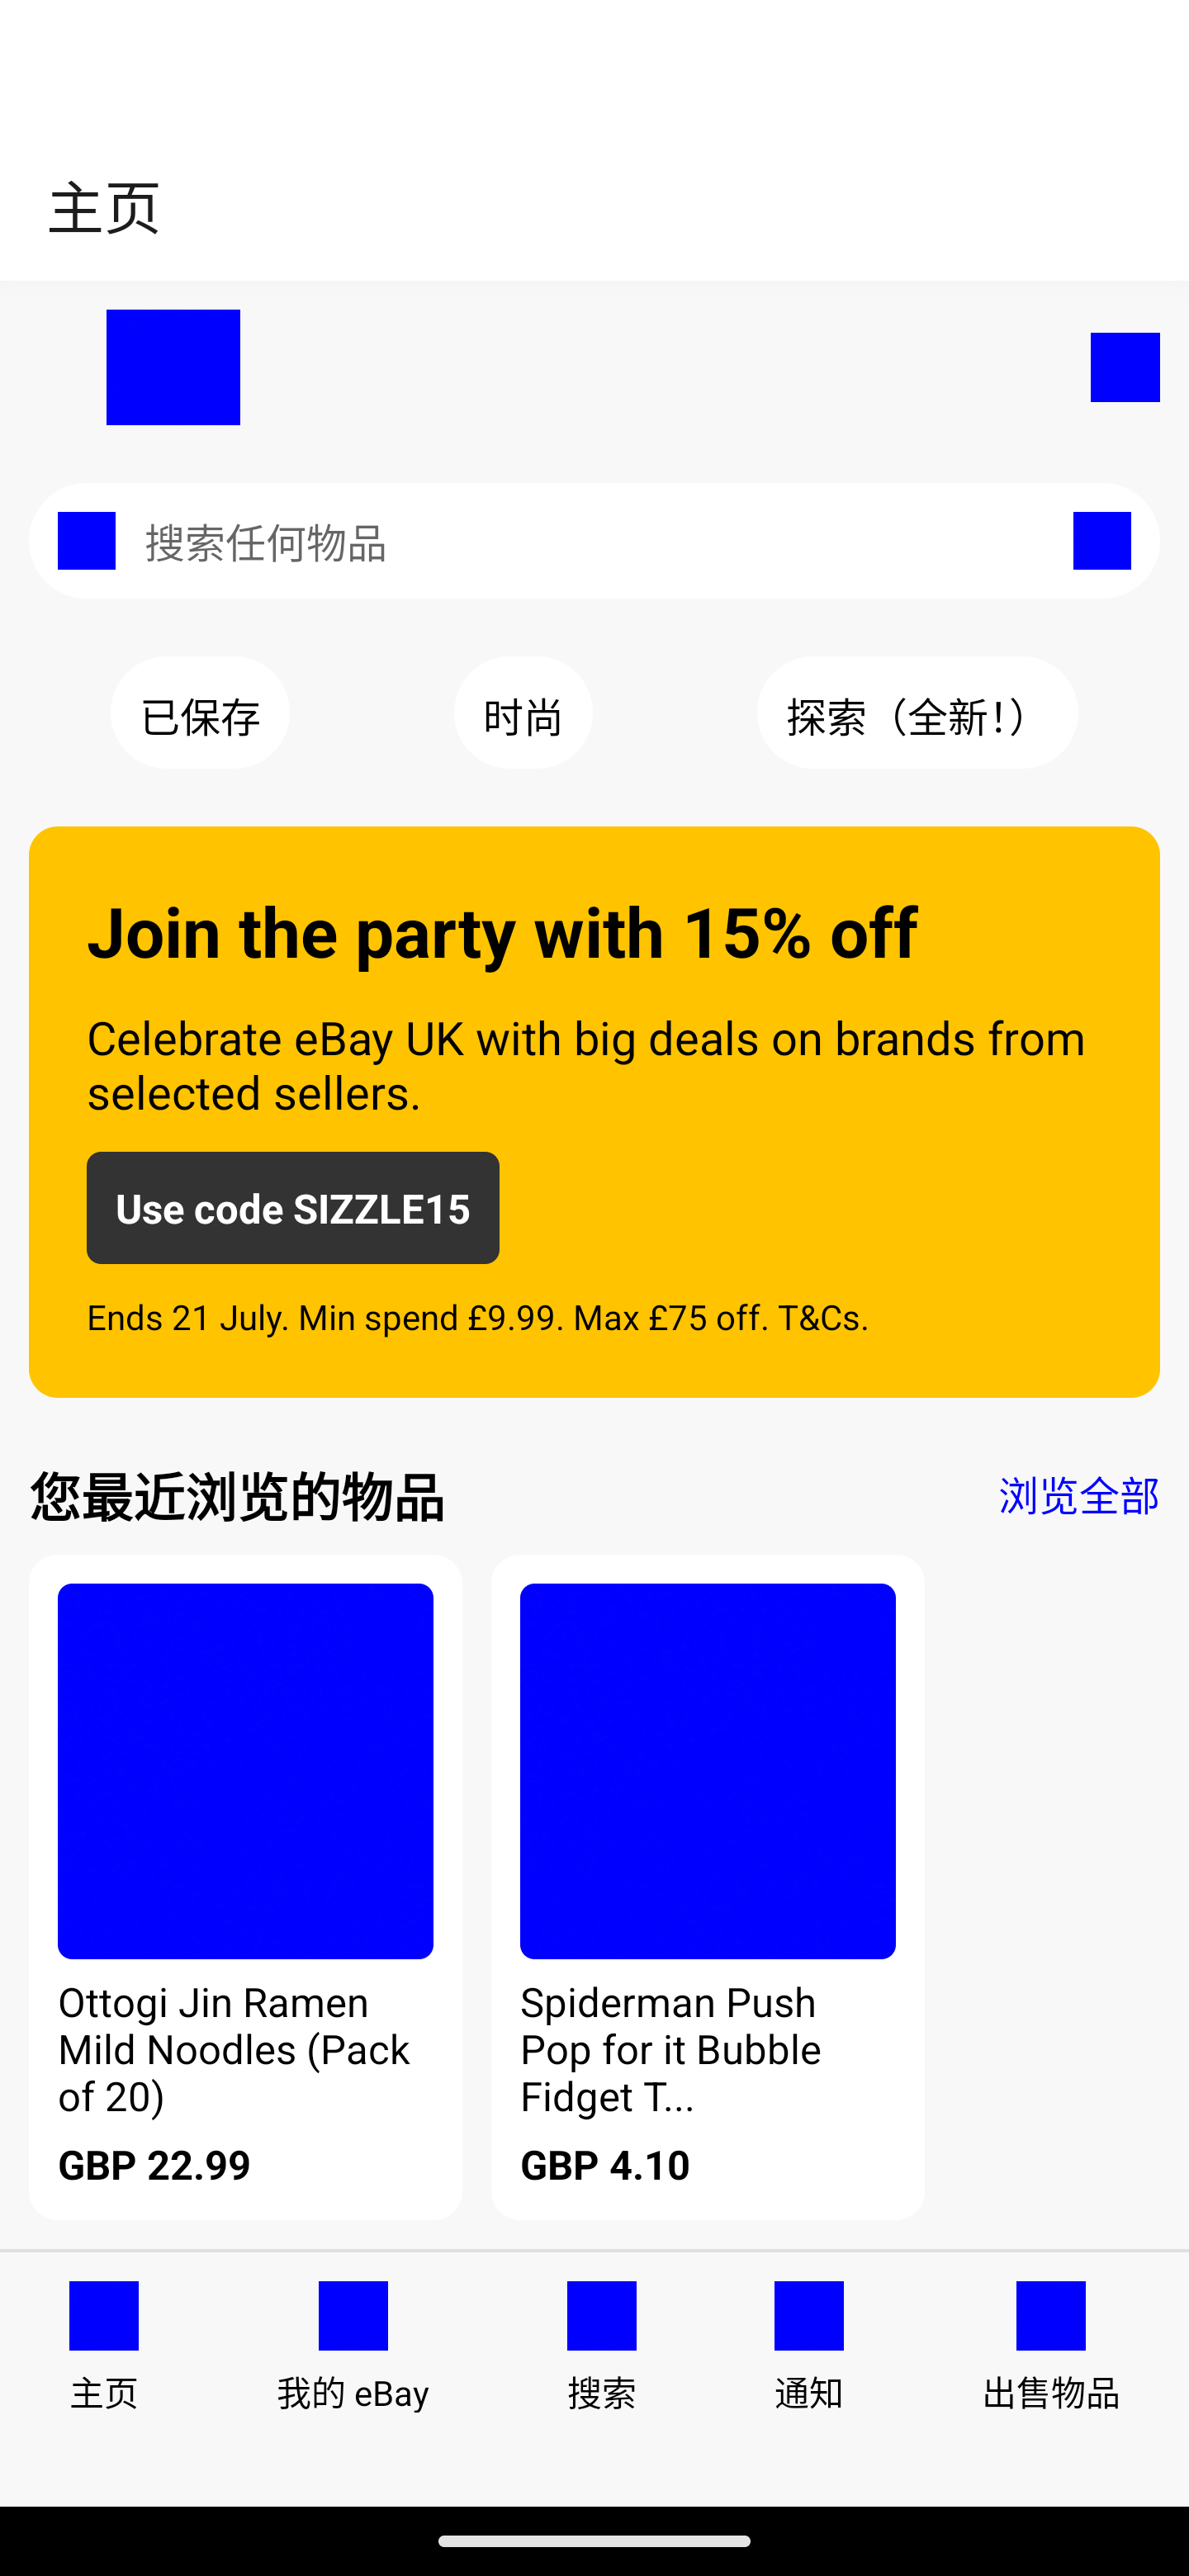 主页
搜索任何物品
已保存
时尚
探索（全新！）
Join the party with 15% off
Celebrate eBay UK with big deals on brands from
selected sellers.
Use code SIZZLE15
Ends 21 July. Min spend £9.99. Max £75 off. T&Cs.
您最近浏览的物品
浏览全部
Ottogi Jin Ramen
Mild Noodles (Pack
of 20)
GBP 22.99
Spiderman Push
Pop for it Bubble
Fidget T...
GBP 4.10
主页
我的 eBay
搜索
通知
出售物品